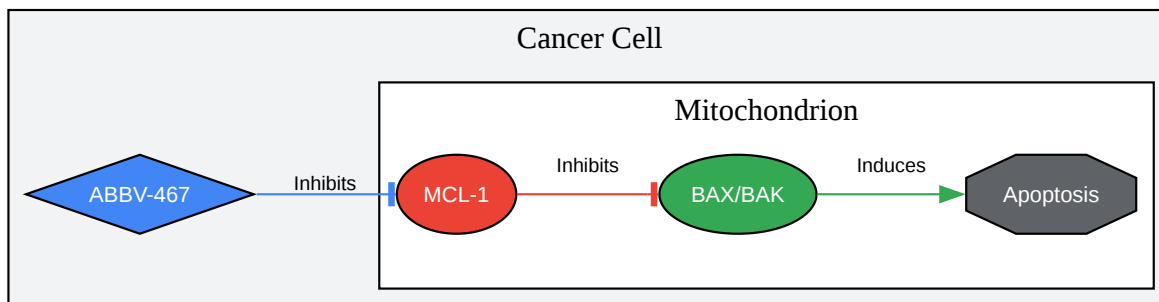 Cancer Cell
Mitochondrion
ABBV-467
Inhibits
MCL-1
Inhibits
BAX/BAK
Induces
Apoptosis